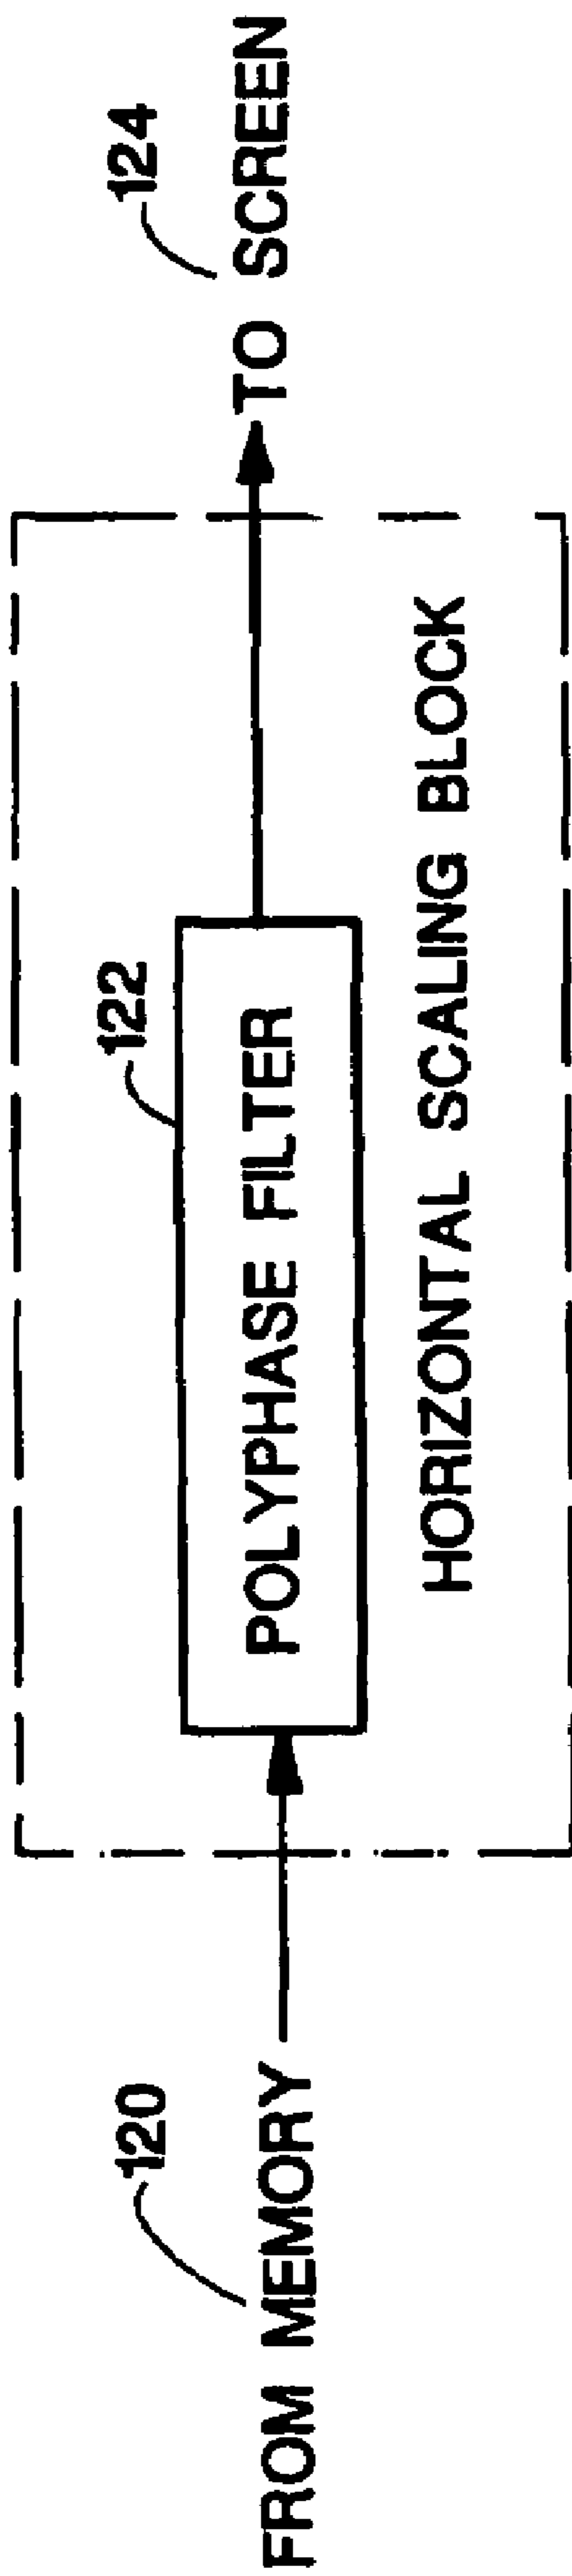 120
FROM MEMORY
122
POLYPHASE FILTER
HORIZONTAL SCALING BLOCK
124
TO SCREEN